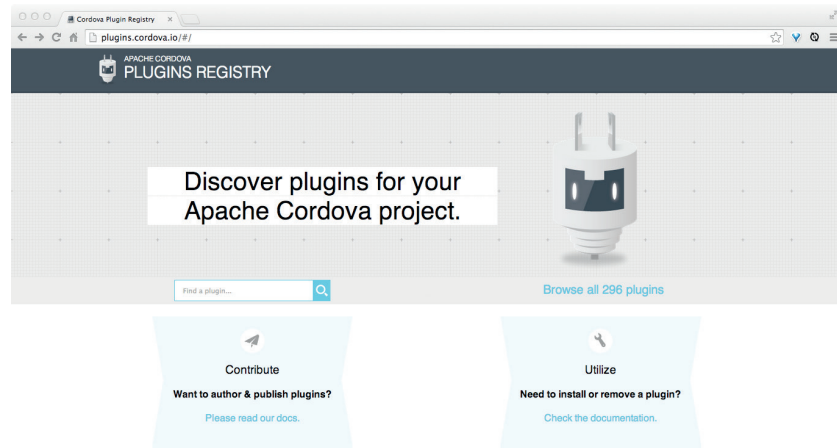 Cordova Plugin Registry
plugins.cordova.io/#/
APACHE CORDOVA
PLUGINS REGISTRY
Discover plugins for your
Apache Cordova project.
Find a plugin...
Browse all 296 plugins
Contribute
Want to author & publish plugins?
Please read our docs.
Utilize
Need to install or remove a plugin?
Check the documentation.